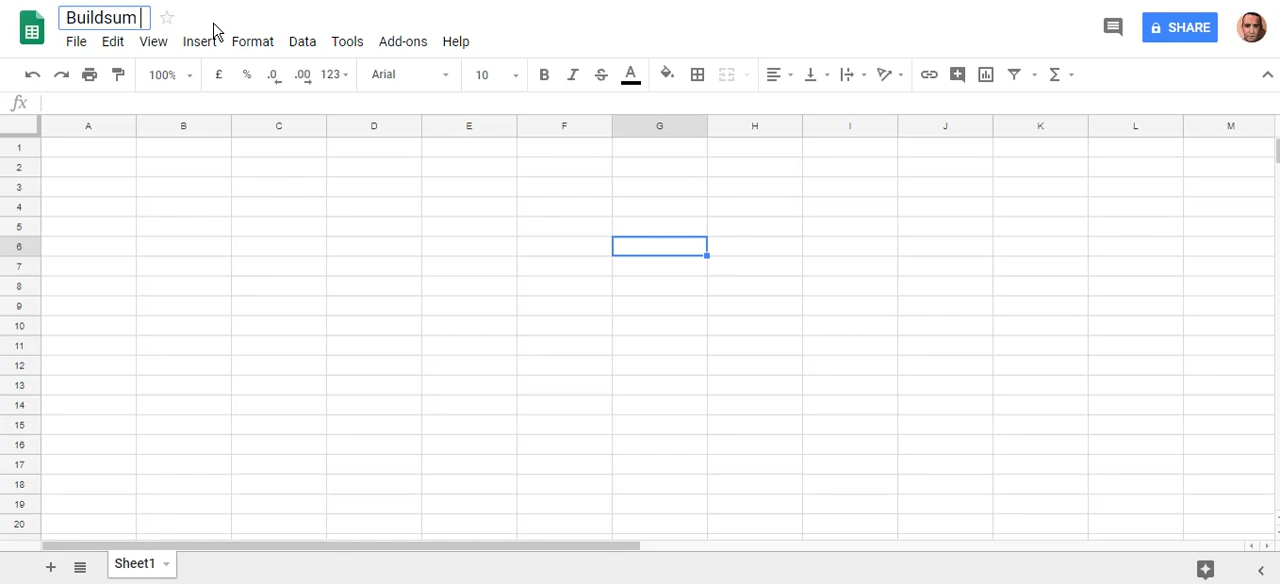 Buildsum
File Edit View Insert Format Data Tools Add-ons Help
SHARE
100% £ % .0 .00 123 Arial 10 B I S A Σ
fx
A B C D E F G H I J K L M
1
2
3
4
5
6
7
8
9
10
11
12
13
14
15
16
17
18
19
20
Sheet1